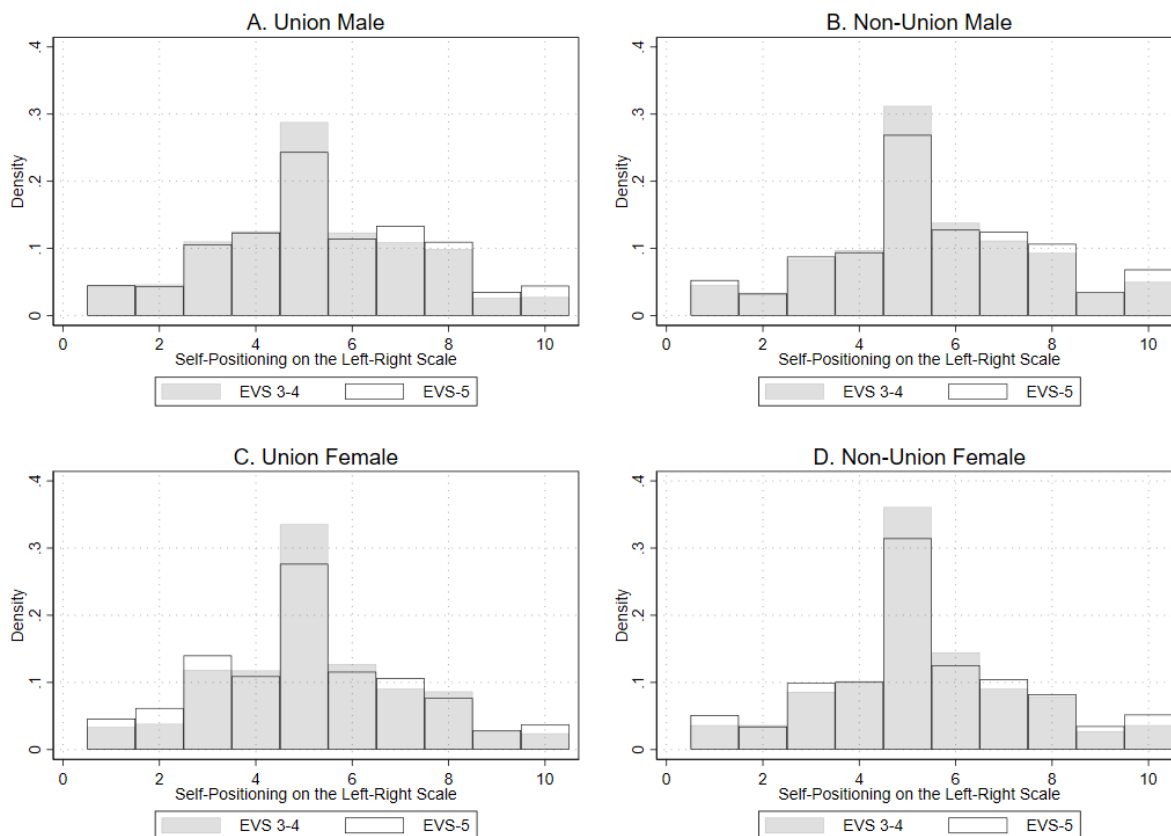 A. Union Male
.4
.3
.2
.1
0
Density
0 2 4 6 8 10
Self-Positioning on the Left-Right Scale
EVS 3-4 EVS-5
B. Non-Union Male
.4
.3
.2
.1
0
Density
0 2 4 6 8 10
Self-Positioning on the Left-Right Scale
EVS 3-4 EVS-5
C. Union Female
.4
.3
.2
.1
0
Density
0 2 4 6 8 10
Self-Positioning on the Left-Right Scale
EVS 3-4 EVS-5
D. Non-Union Female
.4
.3
.2
.1
0
Density
0 2 4 6 8 10
Self-Positioning on the Left-Right Scale
EVS 3-4 EVS-5